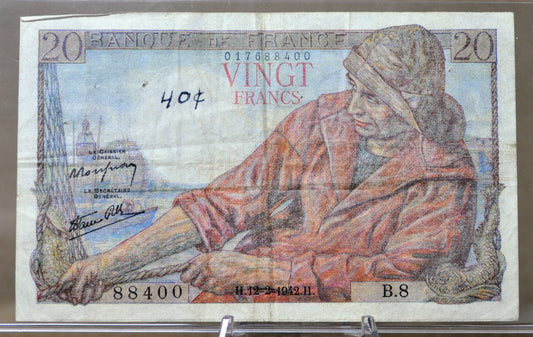 20 BANQUE DE FRANCE 20
017688400
VINGT
FRANCS
40¢
LE CAISSIER
GÉNÉRAL,
LE SECRÉTAIRE
GÉNÉRAL,
88400
H.12-2-1942.H.
B.8